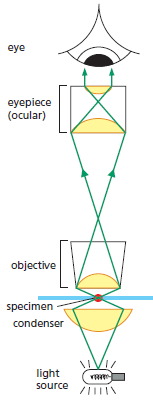 eye
eyepiece
(ocular)
objective
specimen
condenser
light
source